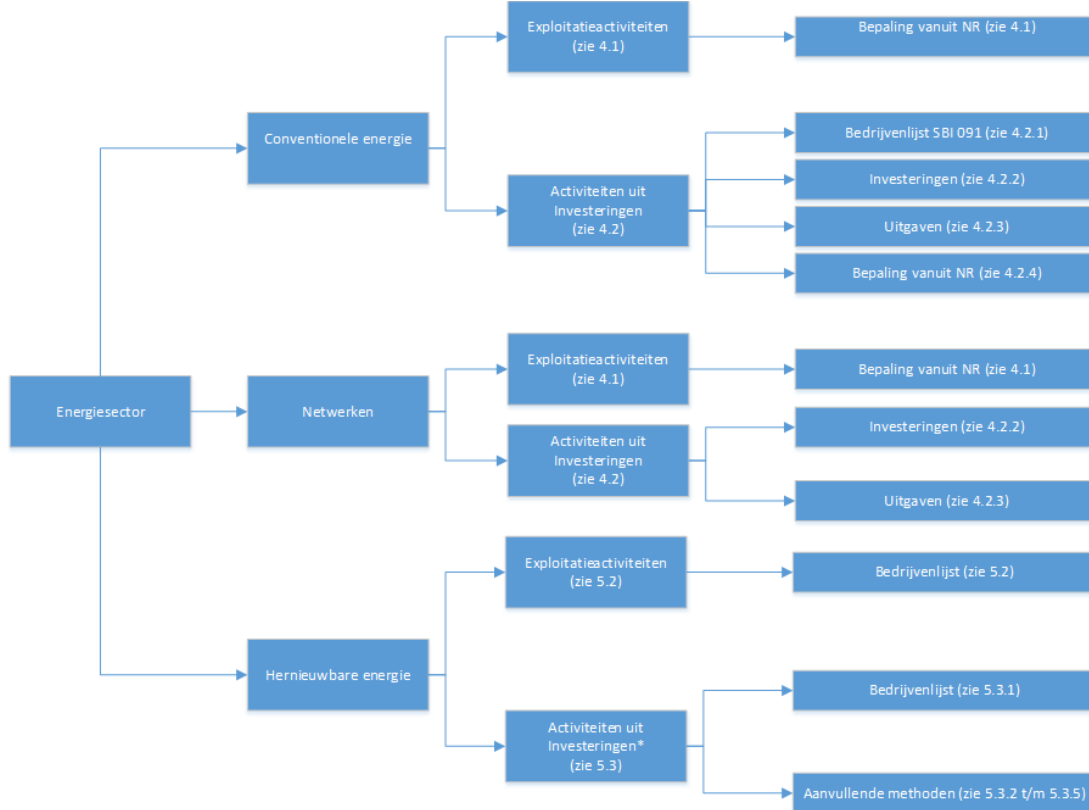 Energiesector
Conventionele energie
Exploitatieactiviteiten
(zie 4.1)
Bepaling vanuit NR (zie 4.1)
Activiteiten uit
Investeringen
(zie 4.2)
Bedrijvenlijst SBI 091 (zie 4.2.1)
Investeringen (zie 4.2.2)
Uitgaven (zie 4.2.3)
Bepaling vanuit NR (zie 4.2.4)
Netwerken
Exploitatieactiviteiten
(zie 4.1)
Bepaling vanuit NR (zie 4.1)
Activiteiten uit
Investeringen
(zie 4.2)
Investeringen (zie 4.2.2)
Uitgaven (zie 4.2.3)
Hernieuwbare energie
Exploitatieactiviteiten
(zie 5.2)
Bedrijvenlijst (zie 5.2)
Activiteiten uit
Investeringen*
(zie 5.3)
Bedrijvenlijst (zie 5.3.1)
Aanvullende methoden (zie 5.3.2 t/m 5.3.5)